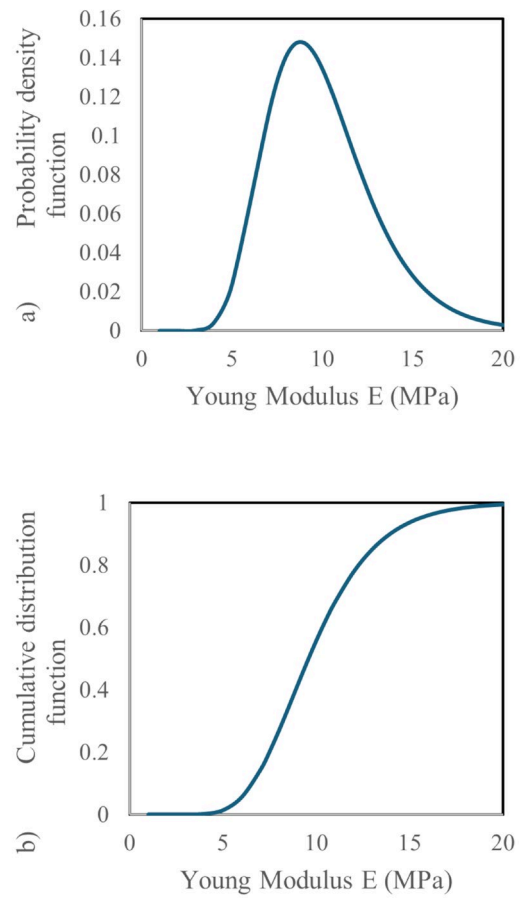 a)
Probability density
function
0.16
0.14
0.12
0.1
0.08
0.06
0.04
0.02
0
0 5 10 15 20
Young Modulus E (MPa)
b)
Cumulative distribution
function
1
0.8
0.6
0.4
0.2
0
0 5 10 15 20
Young Modulus E (MPa)